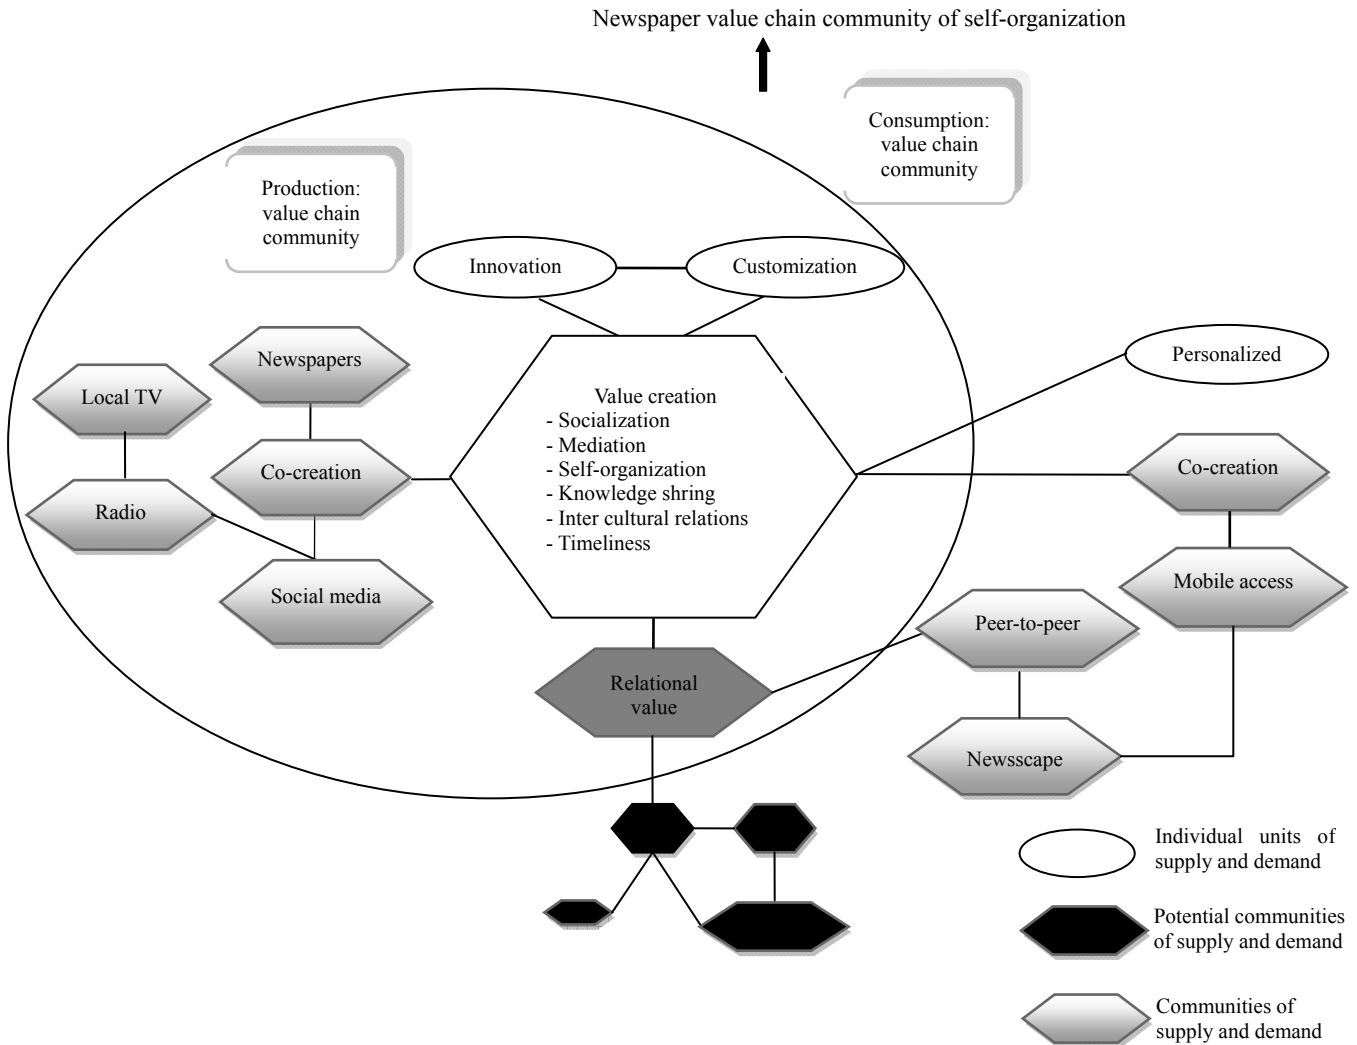 Newspaper value chain community of self-organization
Consumption:
value chain
community
Production:
value chain
community
Innovation
Customization
Newspapers
Local TV
Co-creation
Radio
Social media
Value creation
- Socialization
- Mediation
- Self-organization
- Knowledge shring
- Inter cultural relations
- Timeliness
Personalized
Co-creation
Mobile access
Peer-to-peer
Newsscape
Relational
value
Individual units of
supply and demand
Potential communities
of supply and demand
Communities of
supply and demand